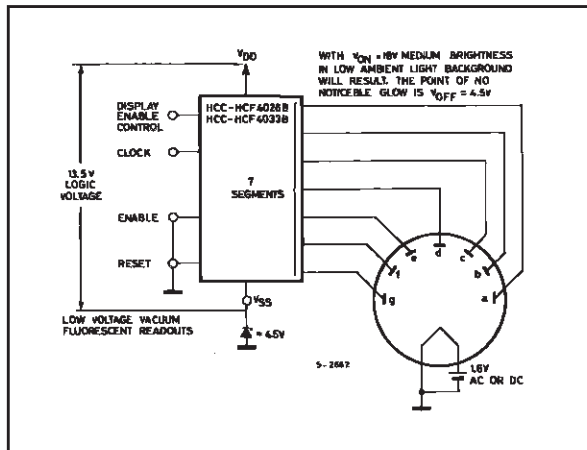 VDD
WITH VON = 18V MEDIUM BRIGHTNESS
IN LOW AMBIENT LIGHT BACKGROUND
WILL RESULT. THE POINT OF NO
NOTICEABLE GLOW IS VOFF = 4.5V
DISPLAY
ENABLE
CONTROL
HCC-HCF4026B
HCC-HCF4033B
CLOCK
13.5V
LOGIC
VOLTAGE
7
SEGMENTS
ENABLE
RESET
a
b
c
d
e
f
g
VSS
LOW VOLTAGE VACUUM
FLUORESCENT READOUTS
= 4.5V
S-2642
1.6V
AC OR DC